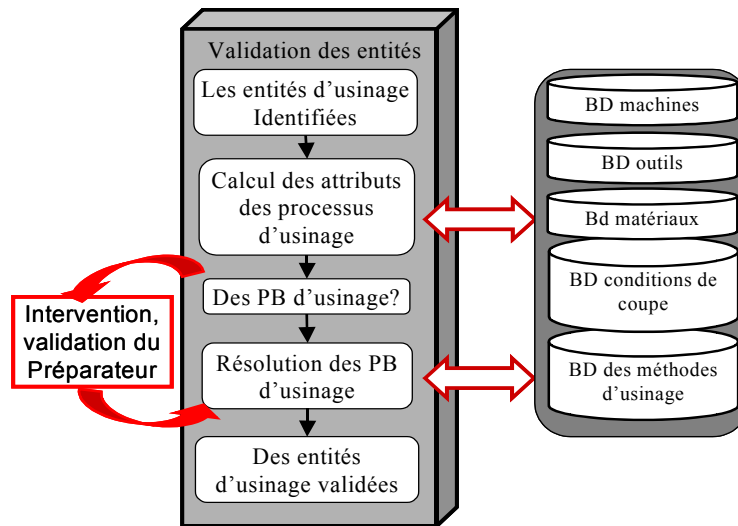 Validation des entités
Les entités d'usinage
Identifiées
Calcul des attributs
des processus
d'usinage
Des PB d'usinage?
Résolution des PB
d'usinage
Des entités
d'usinage validées
Intervention,
validation du
Préparateur
BD machines
BD outils
Bd matériaux
BD conditions de
coupe
BD des méthodes
d'usinage